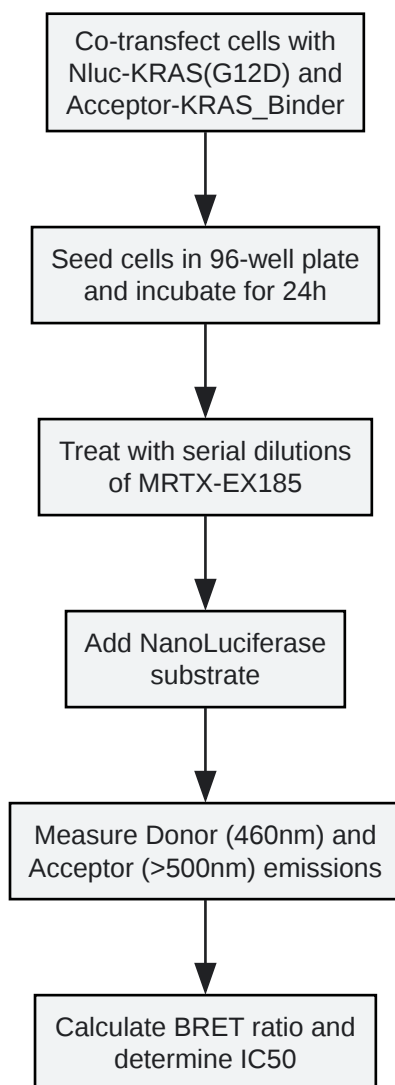 Co-transfect cells with
Nluc-KRAS(G12D) and
Acceptor-KRAS_Binder
Seed cells in 96-well plate
and incubate for 24h
Treat with serial dilutions
of MRTX-EX185
Add NanoLuciferase
substrate
Measure Donor (460nm) and
Acceptor (>500nm) emissions
Calculate BRET ratio and
determine IC50